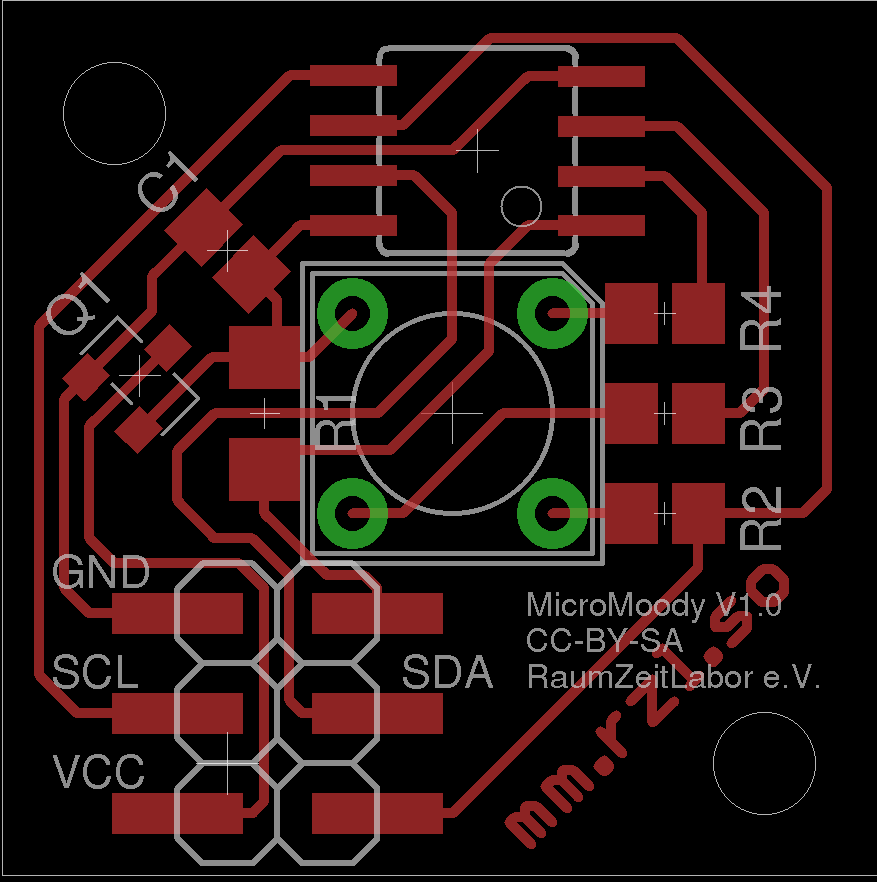 C1
Q1
R4
R1
R3
R2
GND
MicroMoody V1.0
CC-BY-SA
RaumZeitLabor e.V.
SCL
SDA
VCC
mm.rzl.so